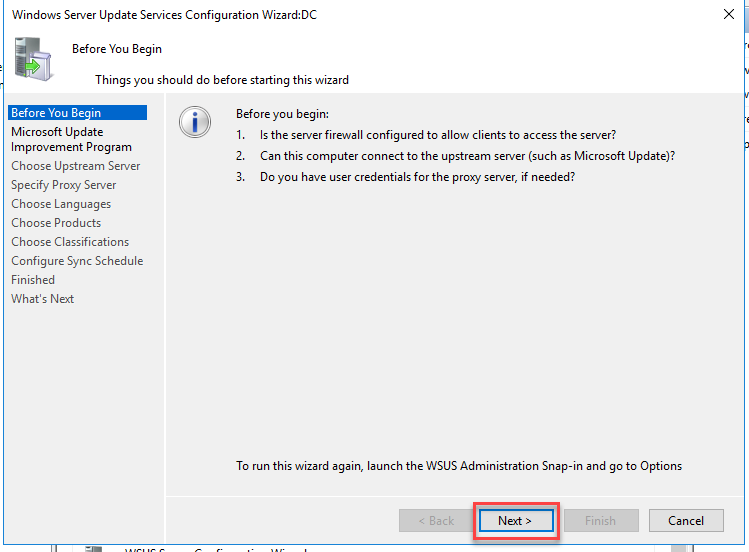 Windows Server Update Services Configuration Wizard:DC
Before You Begin
Things you should do before starting this wizard
Before You Begin
Microsoft Update
Improvement Program
Choose Upstream Server
Specify Proxy Server
Choose Languages
Choose Products
Choose Classifications
Configure Sync Schedule
Finished
What's Next
Before you begin:
1. Is the server firewall configured to allow clients to access the server?
2. Can this computer connect to the upstream server (such as Microsoft Update)?
3. Do you have user credentials for the proxy server, if needed?
To run this wizard again, launch the WSUS Administration Snap-in and go to Options
< Back
Next >
Finish
Cancel